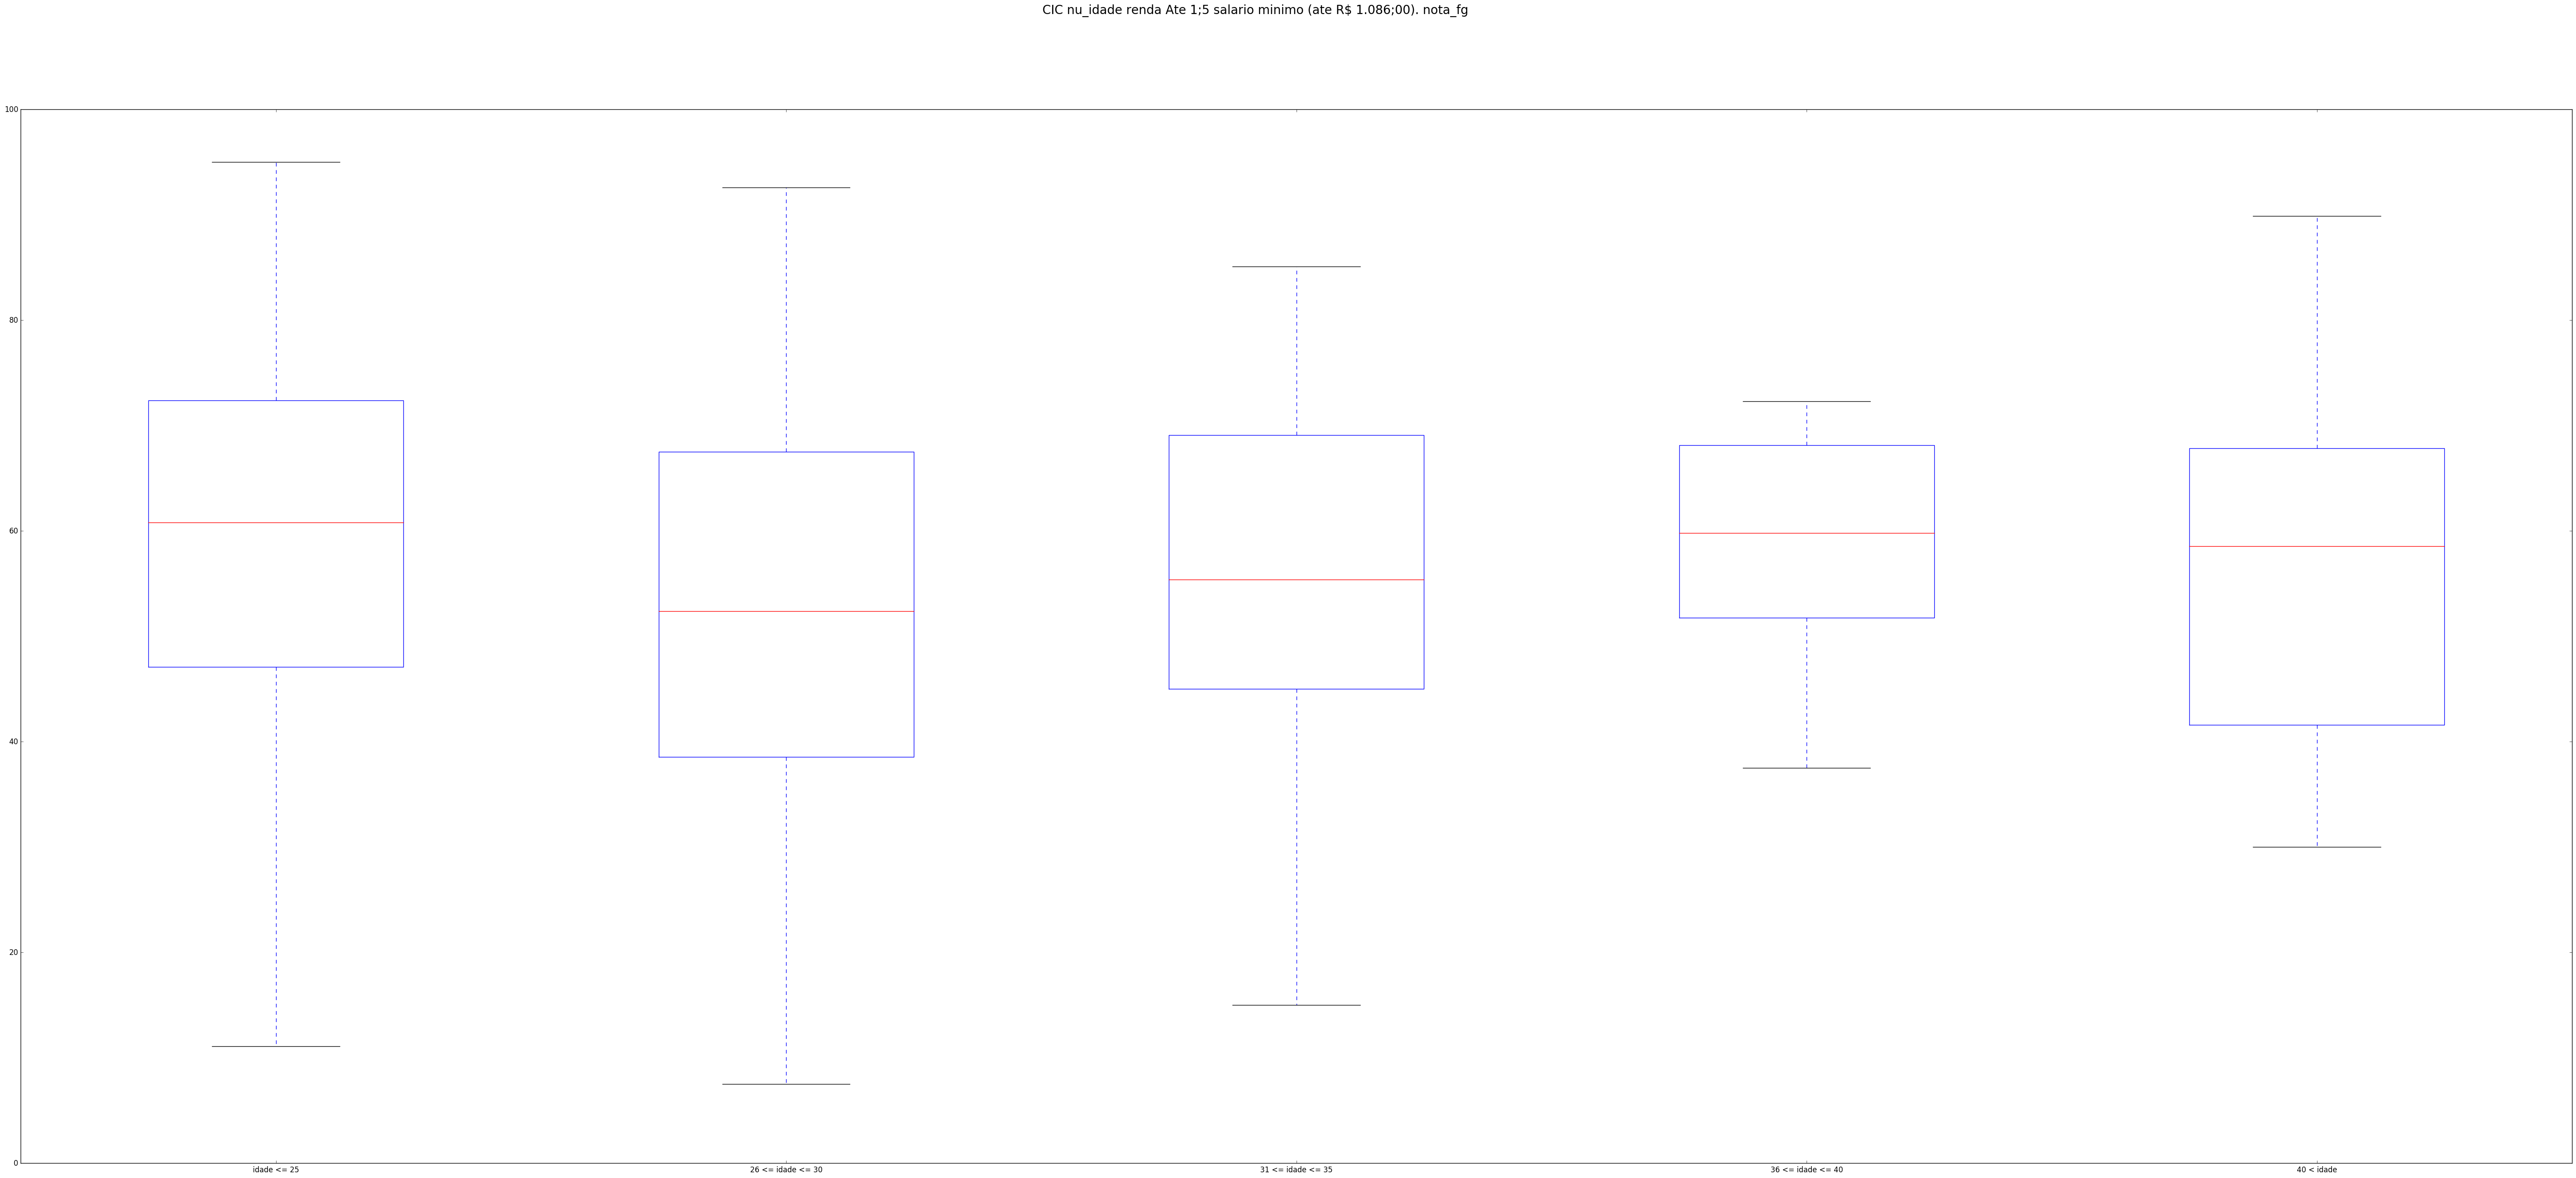 CIC nu_idade renda Ate 1;5 salario minimo (ate R$ 1.086;00). nota_fg
100
80
60
40
20
0
idade <= 25
26 <= idade <= 30
31 <= idade <= 35
36 <= idade <= 40
40 < idade